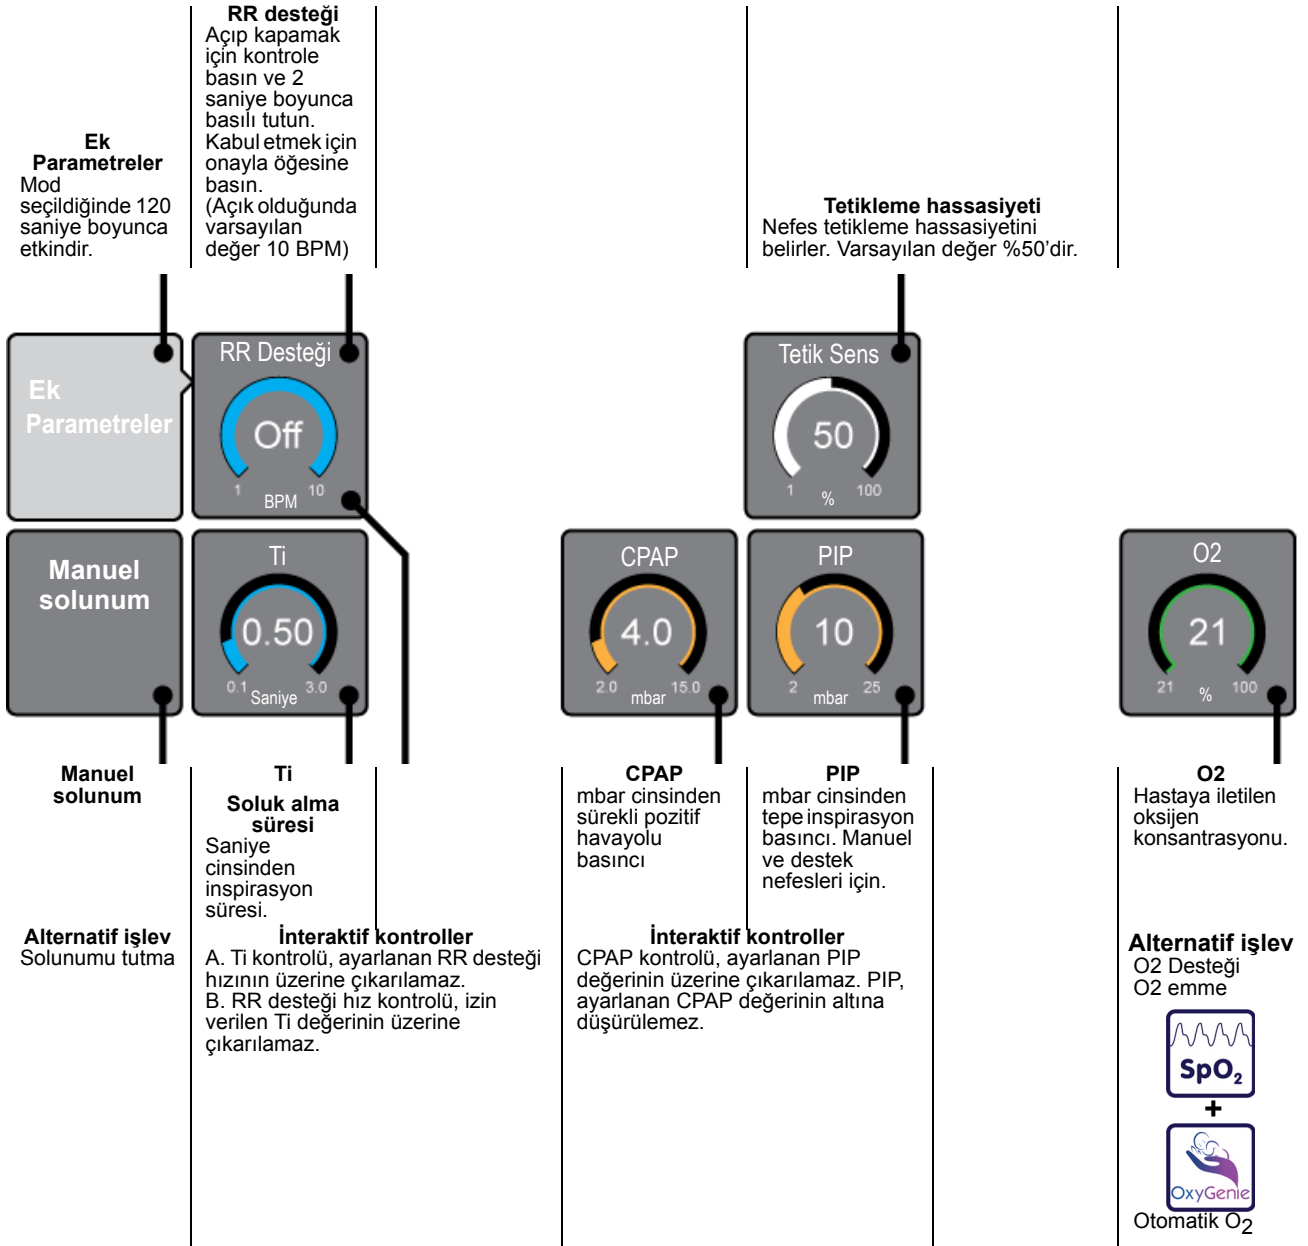 RR desteği
Açıp kapamak
için kontrole
basın ve 2
saniye boyunca
basılı tutun.
Kabul etmek için
onayla öğesine
basın.
(Açık olduğunda
varsayılan
değer 10 BPM)
Ek
Parametreler
Mod
seçildiğinde 120
saniye boyunca
etkindir.
Tetikleme hassasiyeti
Nefes tetikleme hassasiyetini
belirler. Varsayılan değer %50’dir.
Ek
Parametreler
RR Desteği
Off
1 10
BPM
Tetik Sens
50
1 100
%
Manuel
solunum
Ti
0.50
0.1 3.0
Saniye
CPAP
4.0
2.0 15.0
mbar
PIP
10
2 25
mbar
O2
21
21 100
%
Manuel
solunum
Ti
Soluk alma
süresi
Saniye
cinsinden
inspirasyon
süresi.
CPAP
mbar cinsinden
sürekli pozitif
havayolu
basıncı
PIP
mbar cinsinden
tepe inspirasyon
basıncı. Manuel
ve destek
nefesleri için.
O2
Hastaya iletilen
oksijen
konsantrasyonu.
Alternatif işlev
Solunumu tutma
İnteraktif kontroller
A. Ti kontrolü, ayarlanan RR desteği
hızının üzerine çıkarılamaz.
B. RR desteği hız kontrolü, izin
verilen Ti değerinin üzerine
çıkarılamaz.
İnteraktif kontroller
CPAP kontrolü, ayarlanan PIP
değerinin üzerine çıkarılamaz. PIP,
ayarlanan CPAP değerinin altına
düşürülemez.
Alternatif işlev
O2 Desteği
O2 emme
SpO₂
+
OxyGenie
Otomatik O₂